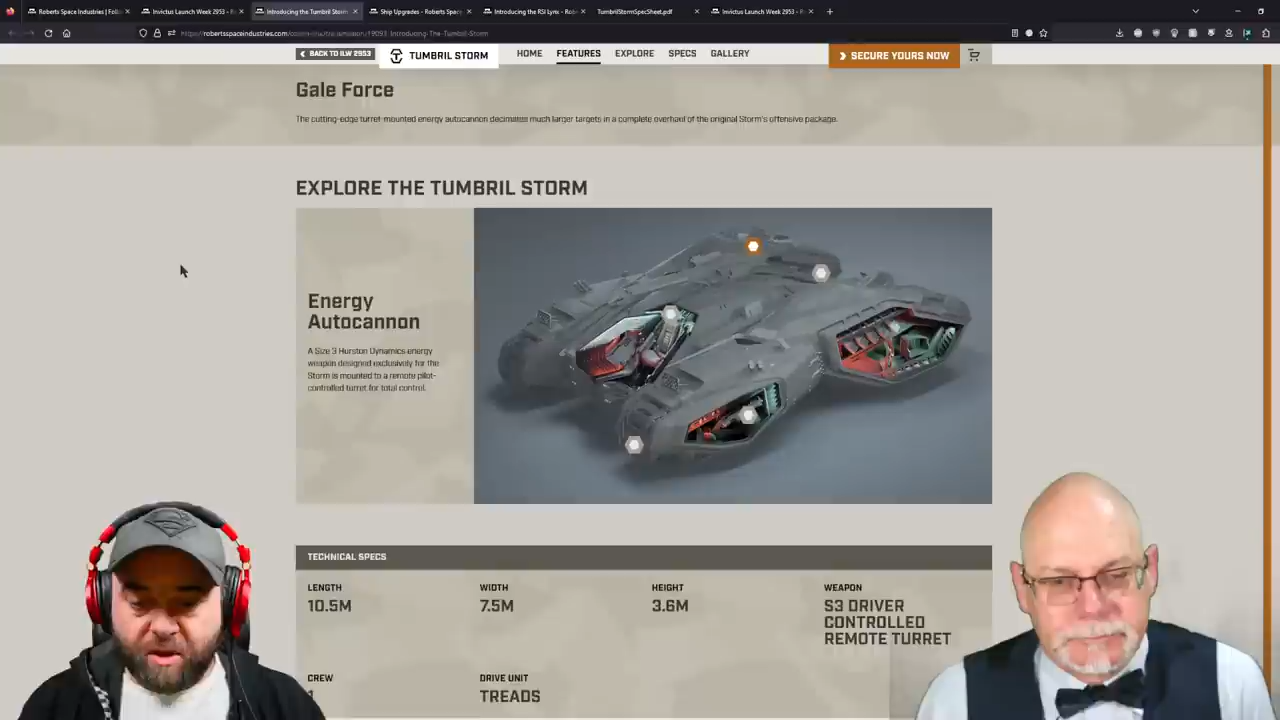 Roberts Space Industries | Foll
Invictus Launch Week 2953 - R
Introducing the Tumbril Storm
Ship Upgrades - Roberts Space
Introducing the RSI Lynx - Rob
TumbrilStormSpecSheet.pdf
Invictus Launch Week 2953 - R
BACK TO ILW 2953
TUMBRIL STORM
HOME
FEATURES
EXPLORE
SPECS
GALLERY
SECURE YOURS NOW
Gale Force
The cutting-edge turret-mounted energy autocannon decimates much larger targets in a complete overhaul of the original Storm's offensive package.
EXPLORE THE TUMBRIL STORM
Energy
Autocannon
A Size 3 Hurston Dynamics energy
weapon designed exclusively for the
Storm is mounted to a remote pilot-
controlled turret for total control.
TECHNICAL SPECS
LENGTH
10.5M
WIDTH
7.5M
HEIGHT
3.6M
WEAPON
S3 DRIVER
CONTROLLED
REMOTE TURRET
CREW
1
DRIVE UNIT
TREADS